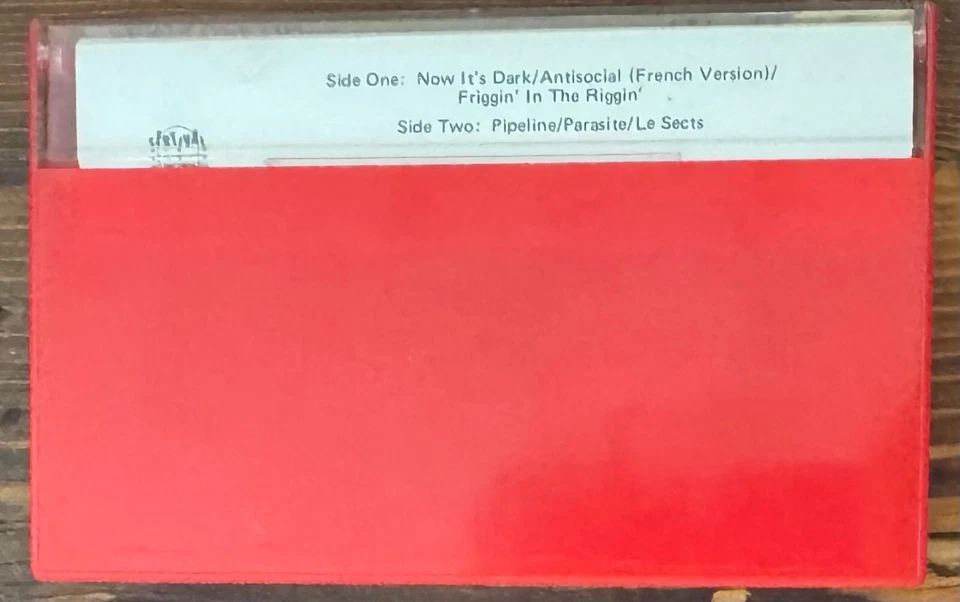 Side One: Now It's Dark/Antisocial (French Version)/
Friggin' In The Riggin'
Side Two: Pipeline/Parasite/Le Sects